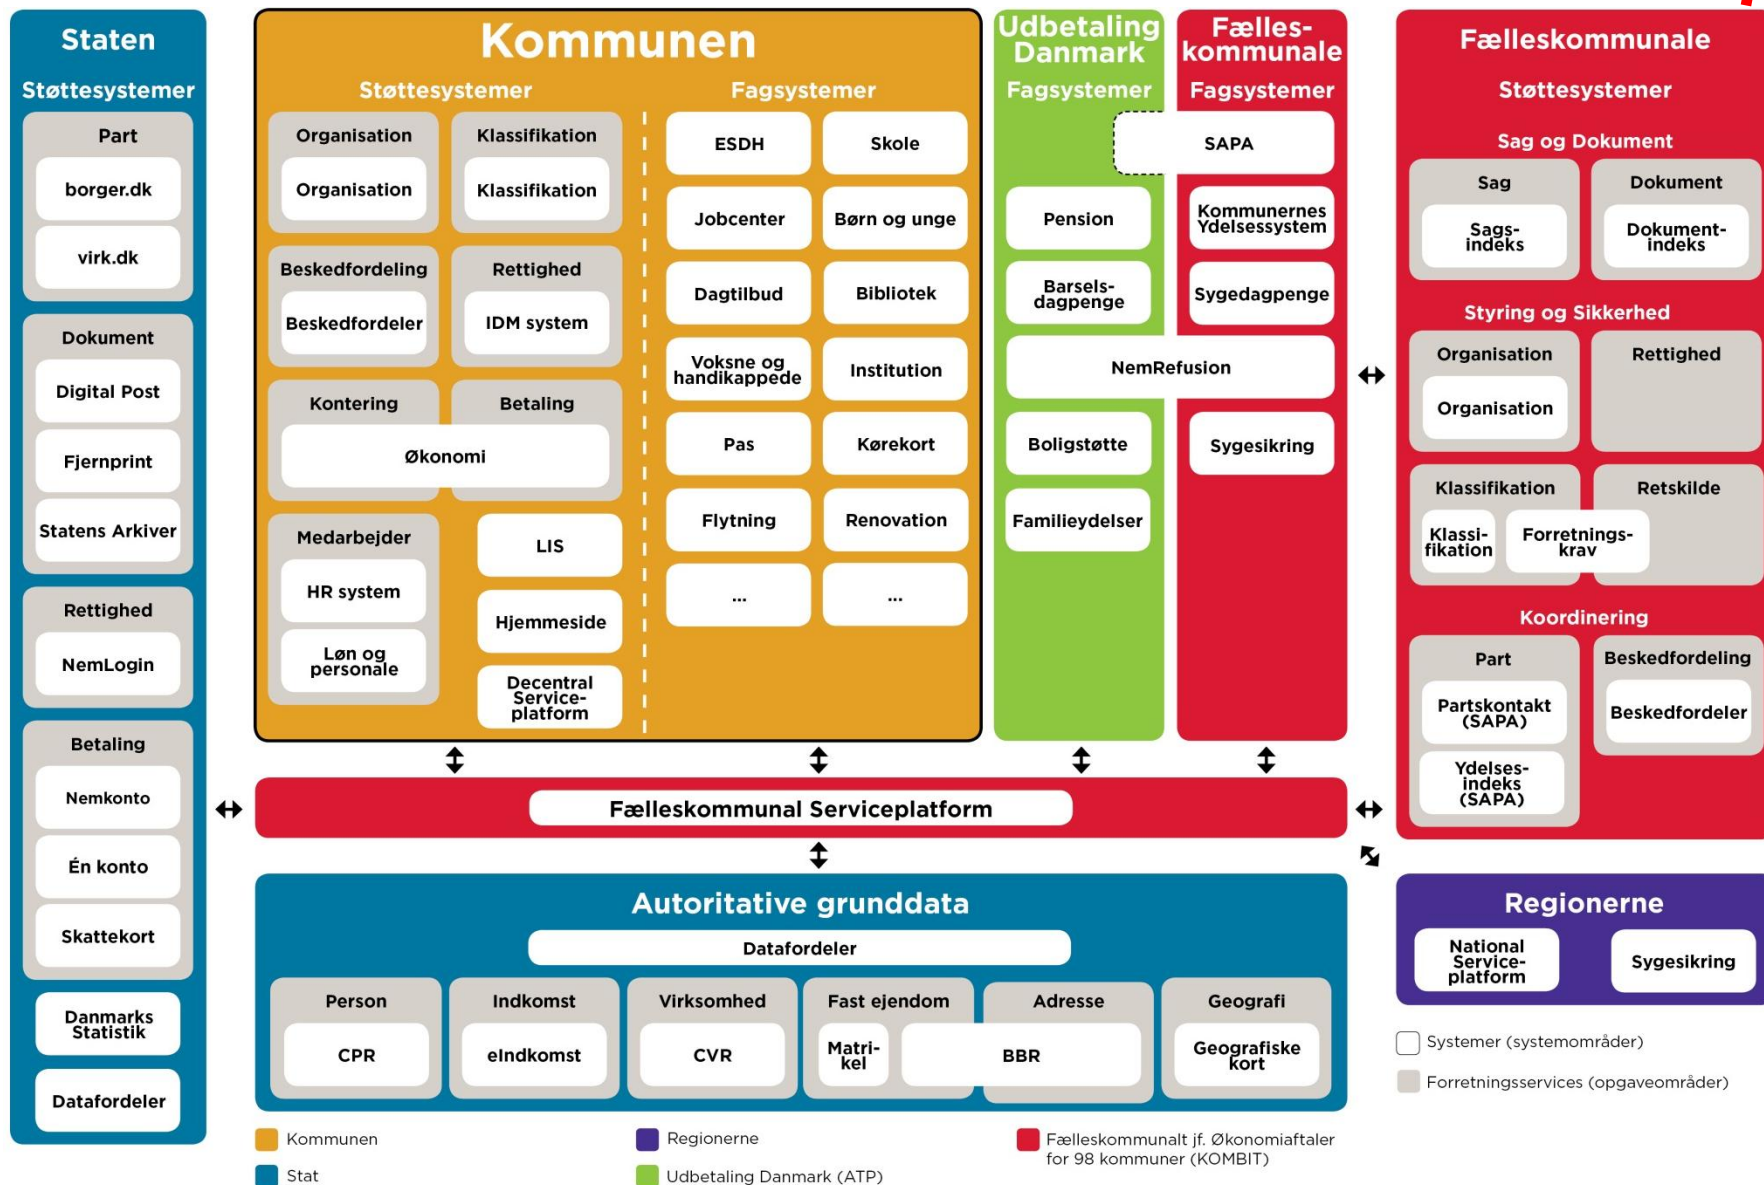 Staten
Støttesystemer
Part
borger.dk
virk.dk
Dokument
Digital Post
Fjernprint
Statens Arkiver
Rettighed
NemLogin
Betaling
Nemkonto
Én konto
Skattekort
Danmarks
Statistik
Datafordeler
Kommunen
Støttesystemer
Organisation
Organisation
Klassifikation
Klassifikation
Beskedfordeling
Beskedfordeler
Rettighed
IDM system
Kontering
Betaling
Økonomi
Medarbejder
HR system
Løn og
personale
LIS
Hjemmeside
Decentral
Service-
platform
Fagsystemer
ESDH
Skole
Jobcenter
Børn og unge
Dagtilbud
Bibliotek
Voksne og
handikappede
Institution
Pas
Kørekort
Flytning
Renovation
...
...
Udbetaling
Danmark
Fagsystemer
Pension
Barsels-
dagpenge
Boligstøtte
Familieydelser
Fælles-
kommunale
Fagsystemer
SAPA
Kommunernes
Ydelsessystem
Sygedagpenge
NemRefusion
Sygesikring
Fælleskommunale
Støttesystemer
Sag og Dokument
Sag
Sags-
indeks
Dokument
Dokument-
indeks
Styring og Sikkerhed
Organisation
Organisation
Rettighed
Klassifikation
Klassi-
fikation
Retskilde
Forretnings-
krav
Koordinering
Part
Partskontakt
(SAPA)
Ydelses-
indeks
(SAPA)
Beskedfordeling
Beskedfordeler
Fælleskommunal Serviceplatform
Autoritative grunddata
Datafordeler
Person
CPR
Indkomst
eIndkomst
Virksomhed
CVR
Fast ejendom
Matri-
kel
Adresse
BBR
Geografi
Geografiske
kort
Regionerne
National
Service-
platform
Sygesikring
Systemer (systemområder)
Forretningsservices (opgaveområder)
Kommunen
Stat
Regionerne
Udbetaling Danmark (ATP)
Fælleskommunalt jf. Økonomiaftaler
for 98 kommuner (KOMBIT)